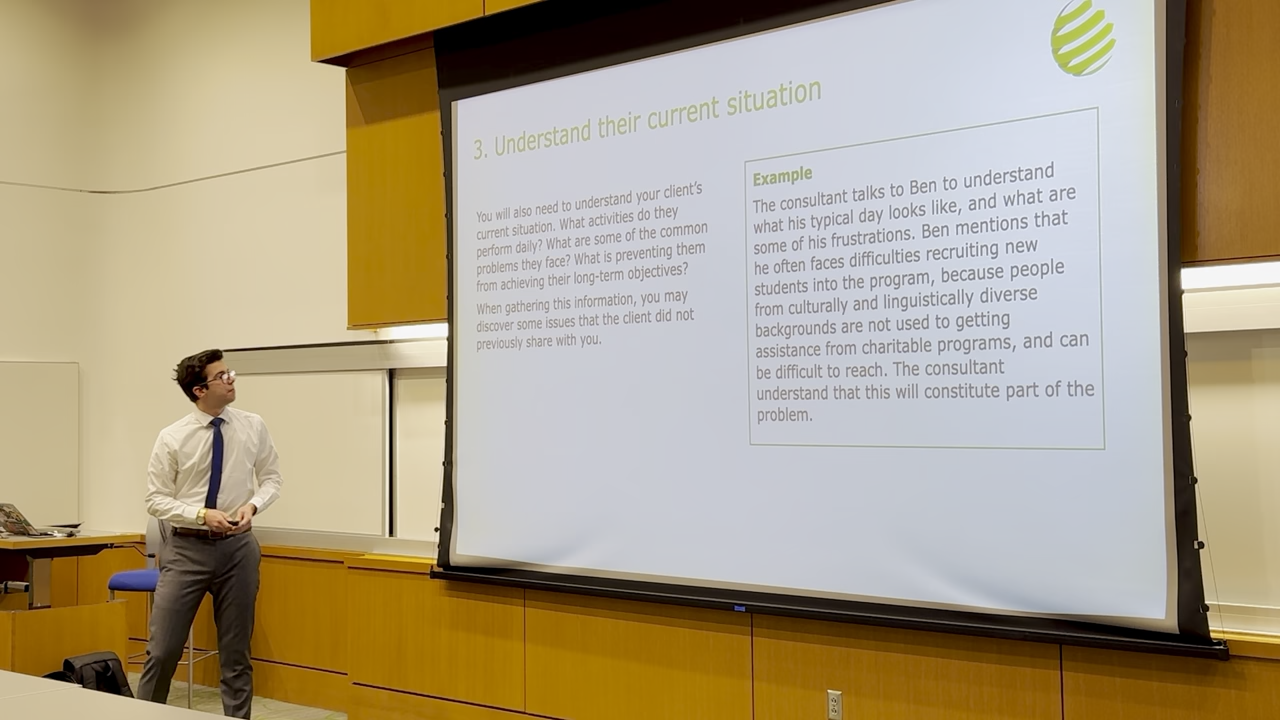 3. Understand their current situation
You will also need to understand your client's
current situation. What activities do they
perform daily? What are some of the common
problems they face? What is preventing them
from achieving their long-term objectives?
When gathering this information, you may
discover some issues that the client did not
previously share with you.
Example
The consultant talks to Ben to understand
what his typical day looks like, and what are
some of his frustrations. Ben mentions that
he often faces difficulties recruiting new
students into the program, because people
from culturally and linguistically diverse
backgrounds are not used to getting
assistance from charitable programs, and can
be difficult to reach. The consultant
understand that this will constitute part of the
problem.